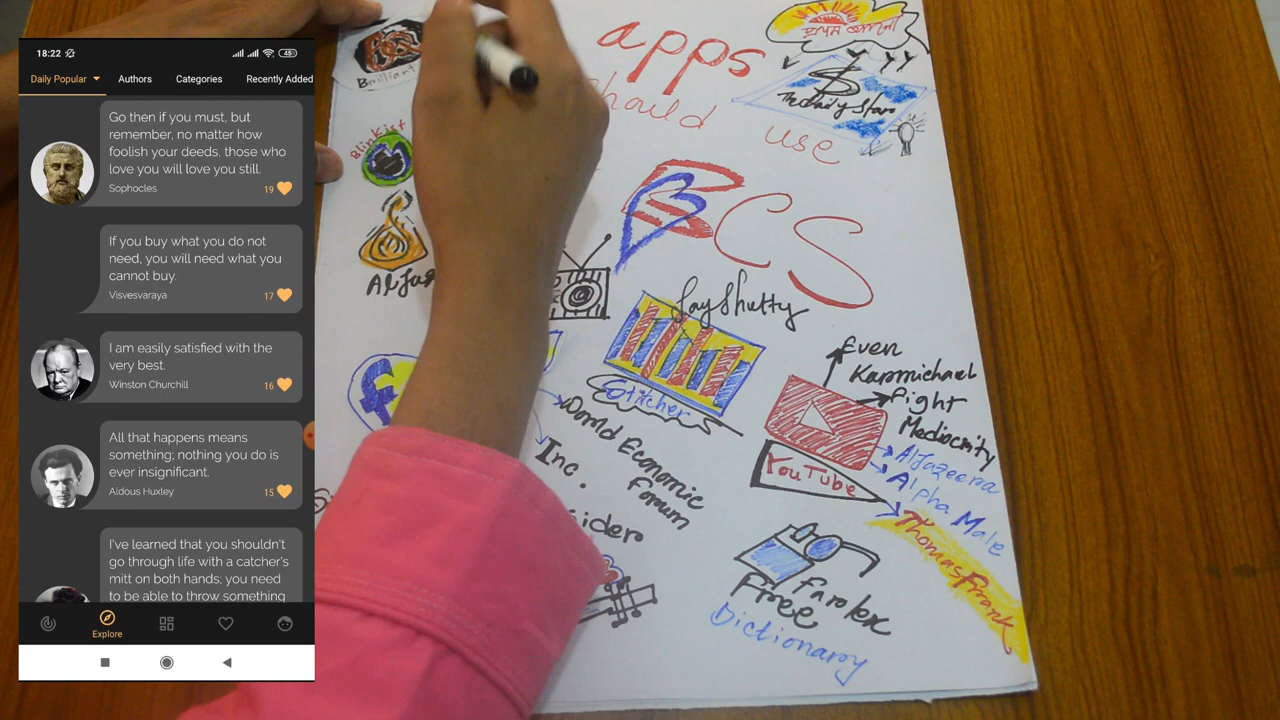 18:22
45
Daily Popular
Authors
Categories
Recently Added
Go then if you must, but
remember, no matter how
foolish your deeds, those who
love you will love you still.
Sophocles
19
If you buy what you do not
need, you will need what you
cannot buy.
Visvesvaraya
17
I am easily satisfied with the
very best.
Winston Churchill
16
All that happens means
something; nothing you do is
ever insignificant.
Aldous Huxley
15
I've learned that you shouldn't
go through life with a catcher's
mitt on both hands; you need
to be able to throw something
Explore
apps
should use
BCS
Brilliant
Blinkist
প্রথম আলো
The Daily Star
Jay Shutty
Stitcher
Even
Karmichael
Fight
Mediocrity
AlJazeera
Alpha Male
Thomas Frank
YouTube
World Economic
Forum
Inc.
sider
Free
Farlex
Dictionary